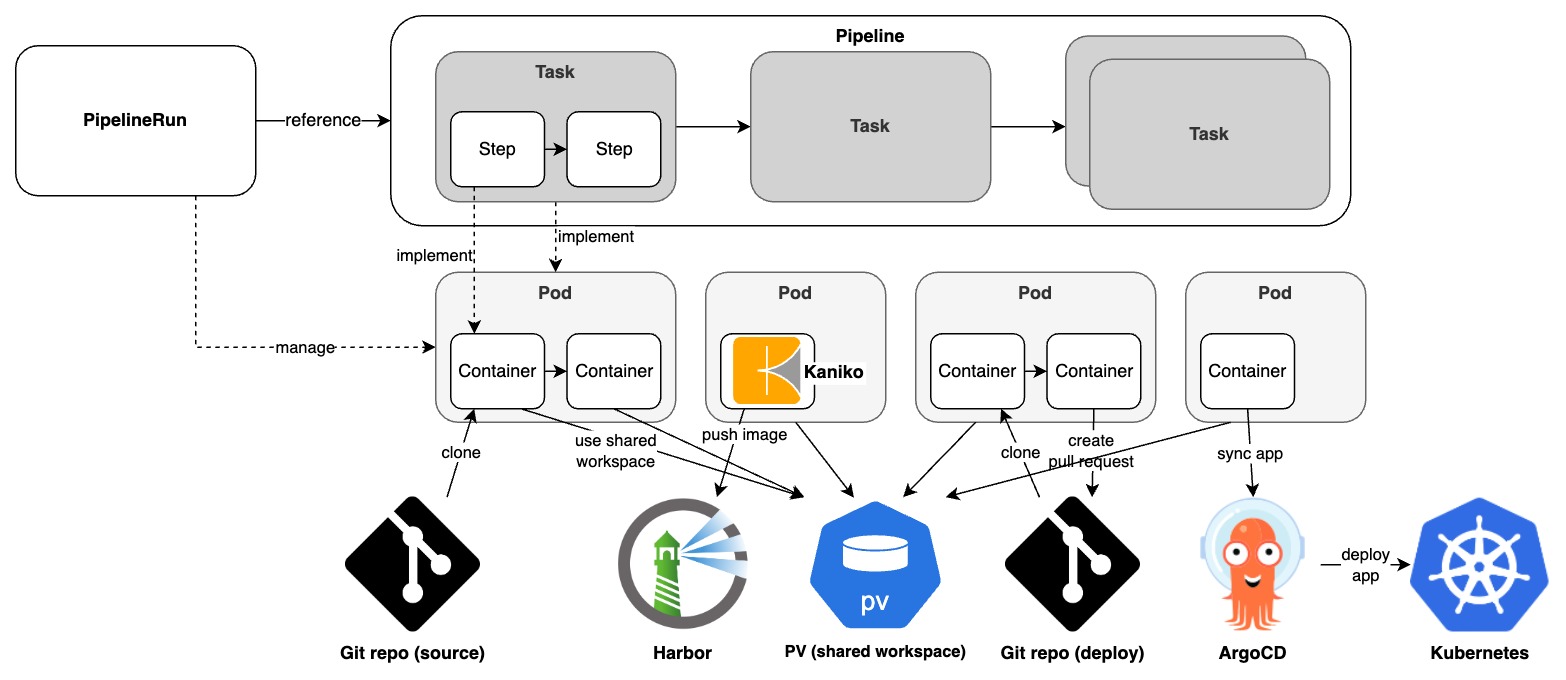 Pipeline
PipelineRun
reference
Task
Step
Step
Task
Task
implement
implement
manage
Pod
Container
Container
Pod
Kaniko
Pod
Container
Container
Pod
Container
clone
use shared
workspace
push image
clone
create
pull request
sync app
pv
deploy
app
Git repo (source)
Harbor
PV (shared workspace)
Git repo (deploy)
ArgoCD
Kubernetes